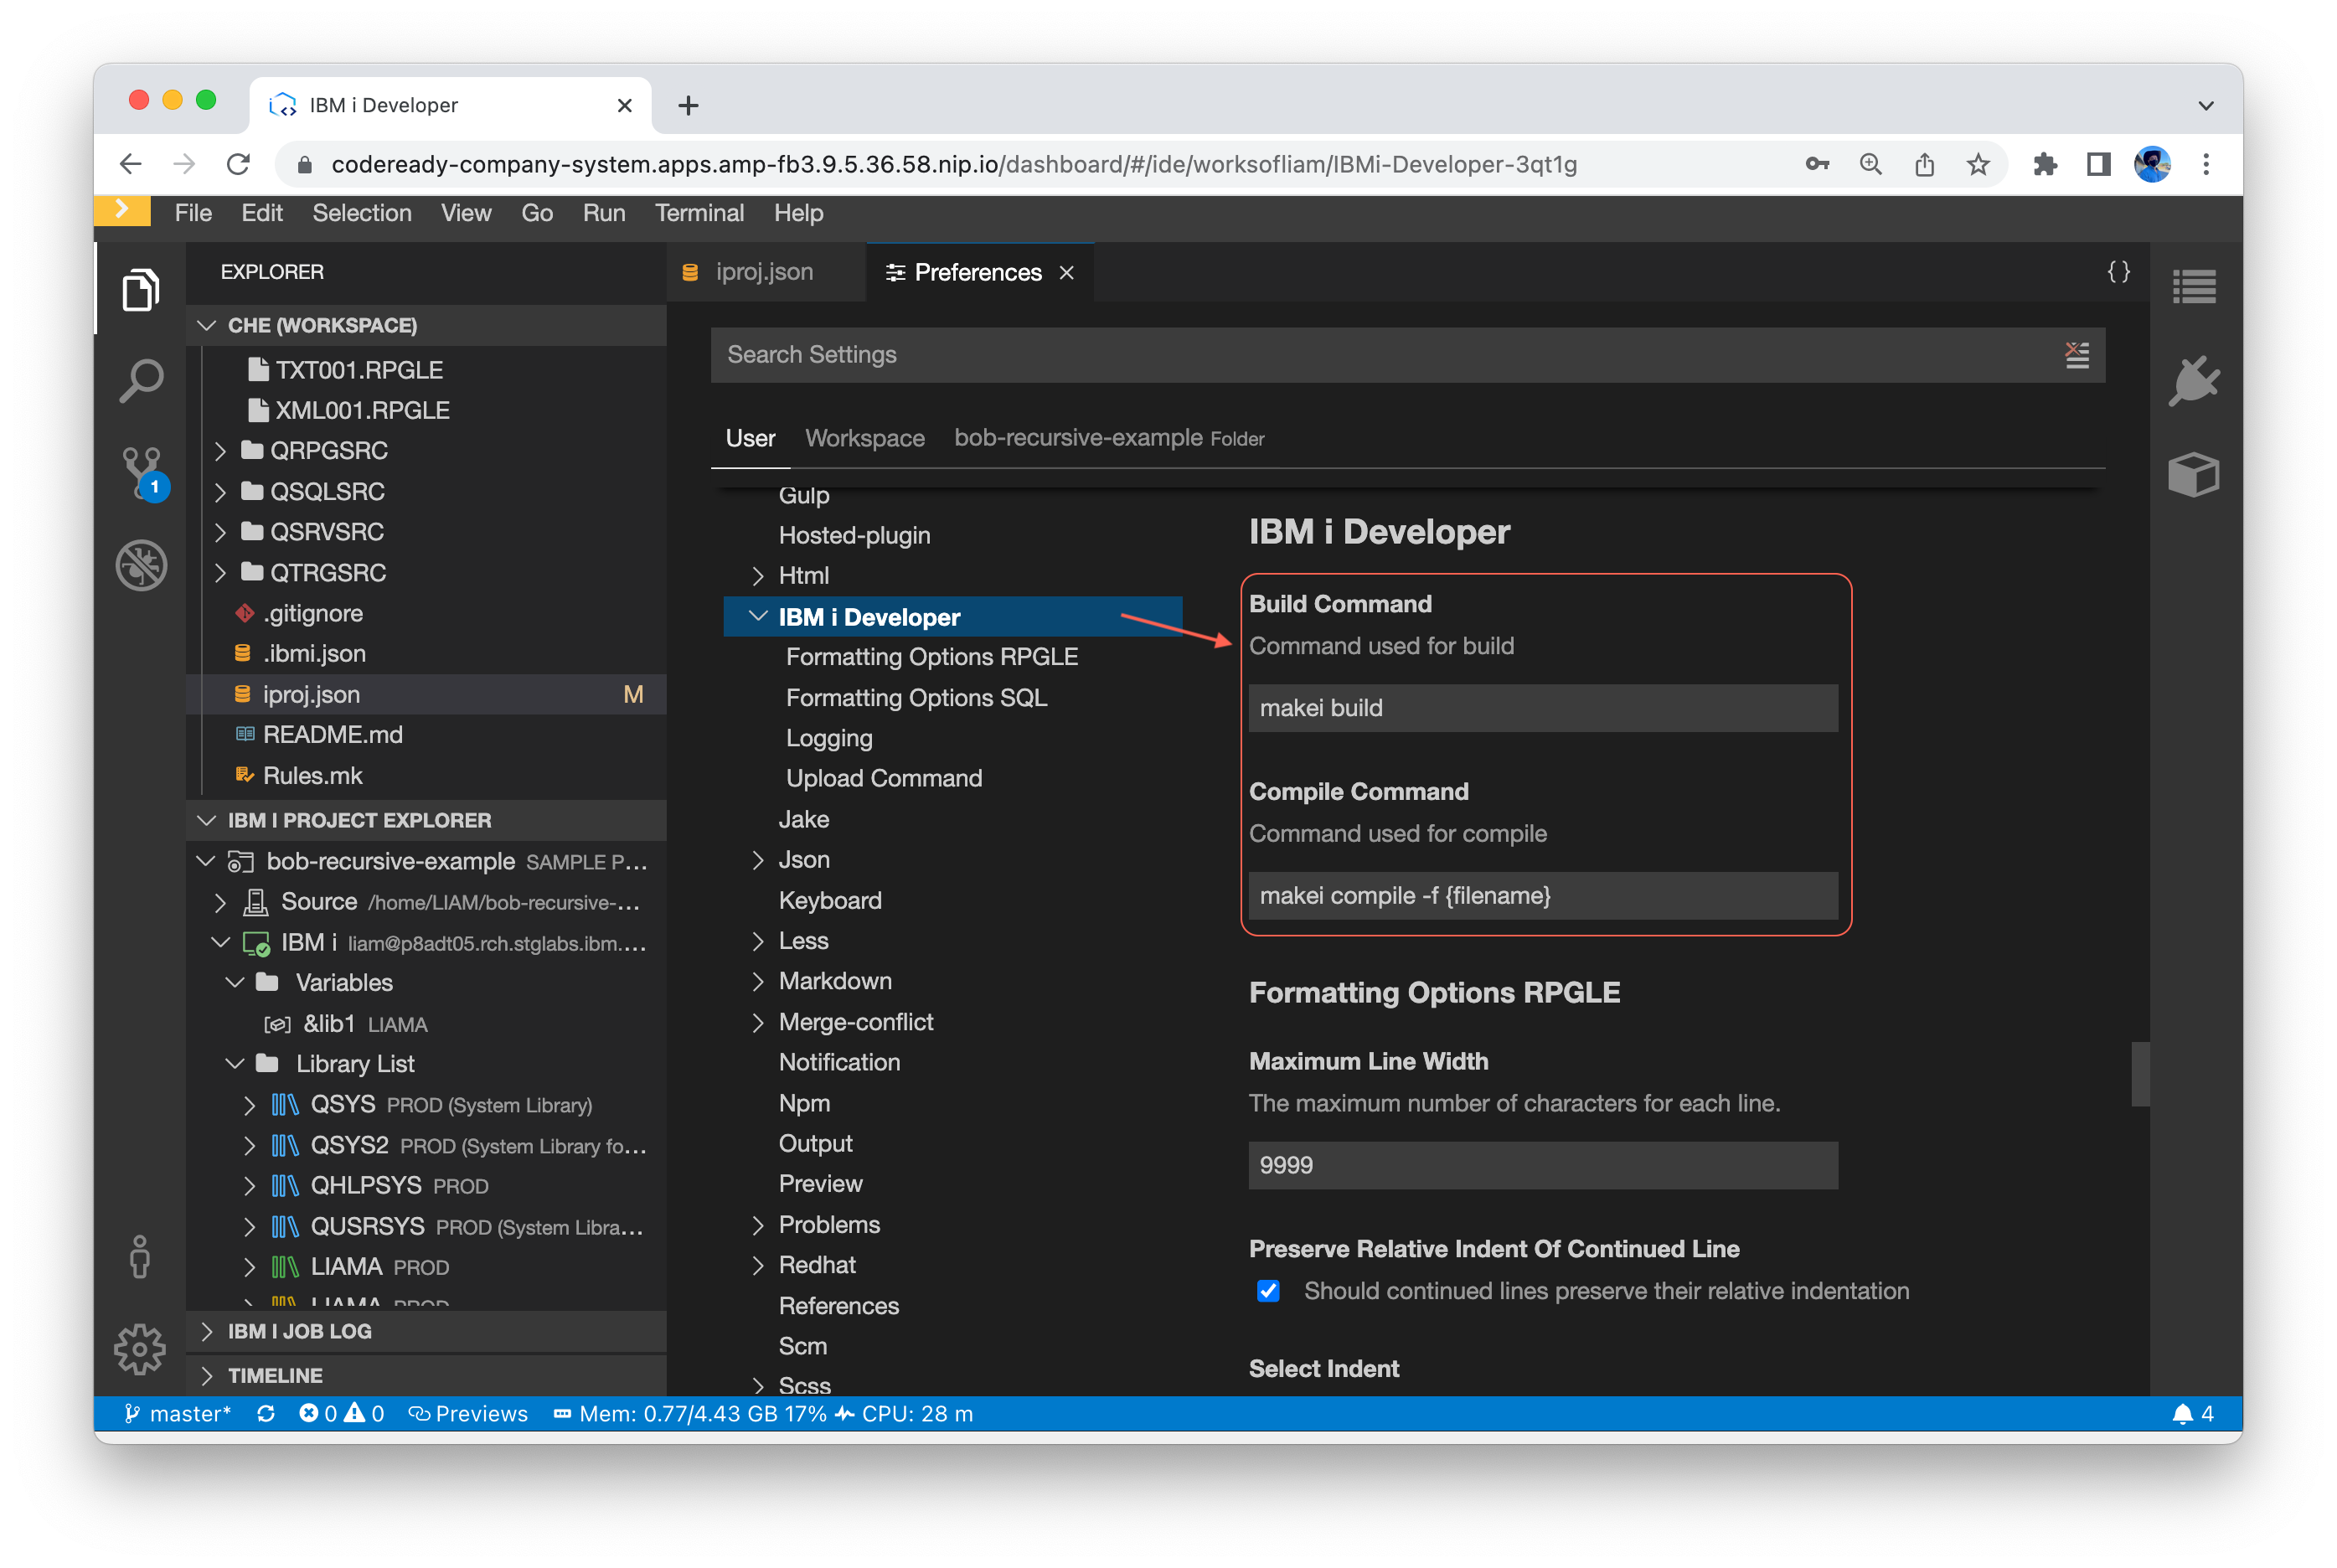 IBM i Developer
codeready-company-system.apps.amp-fb3.9.5.36.58.nip.io/dashboard/#/ide/worksofliam/IBMi-Developer-3qt1g
File Edit Selection View Go Run Terminal Help
EXPLORER
CHE (WORKSPACE)
TXT001.RPGLE
XML001.RPGLE
QRPGSRC
QSQLSRC
QSRVSRC
QTRGSRC
.gitignore
.ibmi.json
iproj.json M
README.md
Rules.mk
1
IBM I PROJECT EXPLORER
bob-recursive-example SAMPLE P...
Source /home/LIAM/bob-recursive-...
IBM i liam@p8adt05.rch.stglabs.ibm....
Variables
&lib1 LIAMA
Library List
QSYS PROD (System Library)
QSYS2 PROD (System Library fo...
QHLPSYS PROD
QUSRSYS PROD (System Libra...
LIAMA PROD
LIAMA PROD
IBM I JOB LOG
TIMELINE
iproj.json
Preferences
{}
Search Settings
User Workspace bob-recursive-example Folder
Gulp
Hosted-plugin
Html
IBM i Developer
Formatting Options RPGLE
Formatting Options SQL
Logging
Upload Command
Jake
Json
Keyboard
Less
Markdown
Merge-conflict
Notification
Npm
Output
Preview
Problems
Redhat
References
Scm
Scss
IBM i Developer
Build Command
Command used for build
makei build
Compile Command
Command used for compile
makei compile -f {filename}
Formatting Options RPGLE
Maximum Line Width
The maximum number of characters for each line.
9999
Preserve Relative Indent Of Continued Line
Should continued lines preserve their relative indentation
Select Indent
master* 0 0 Previews Mem: 0.77/4.43 GB 17% CPU: 28 m 4